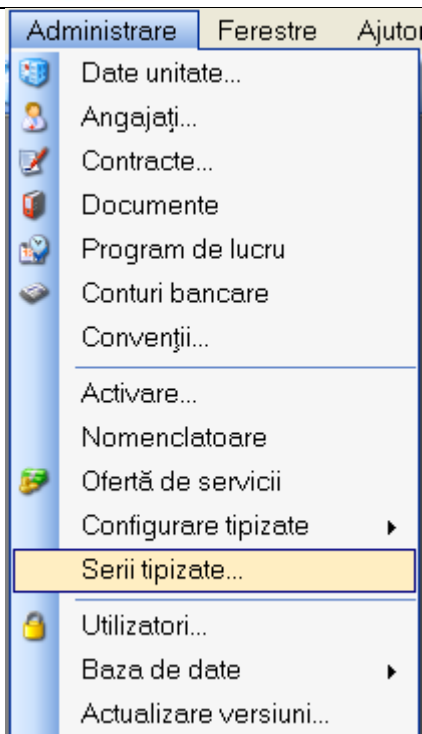 Administrare Ferestre Ajutor
Date unitate...
Angajați...
Contracte...
Documente
Program de lucru
Conturi bancare
Convenții...
Activare...
Nomenclatoare
Ofertă de servicii
Configurare tipizate
Serii tipizate...
Utilizatori...
Baza de date
Actualizare versiuni...